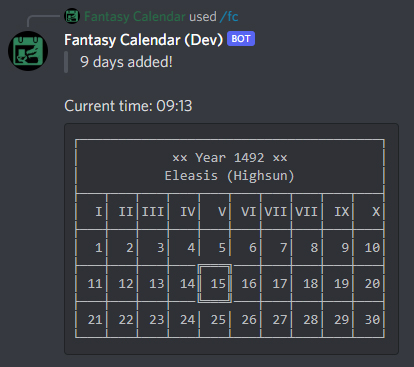 Fantasy Calendar used /fc
Fantasy Calendar (Dev) BOT
9 days added!
Current time: 09:13
xx Year 1492 xx
Eleasis (Highsun)
I II III IV V VI VII VII IX X
1 2 3 4 5 6 7 8 9 10
11 12 13 14 15 16 17 18 19 20
21 22 23 24 25 26 27 28 29 30